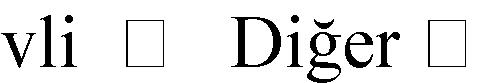 vli □ Diğer □